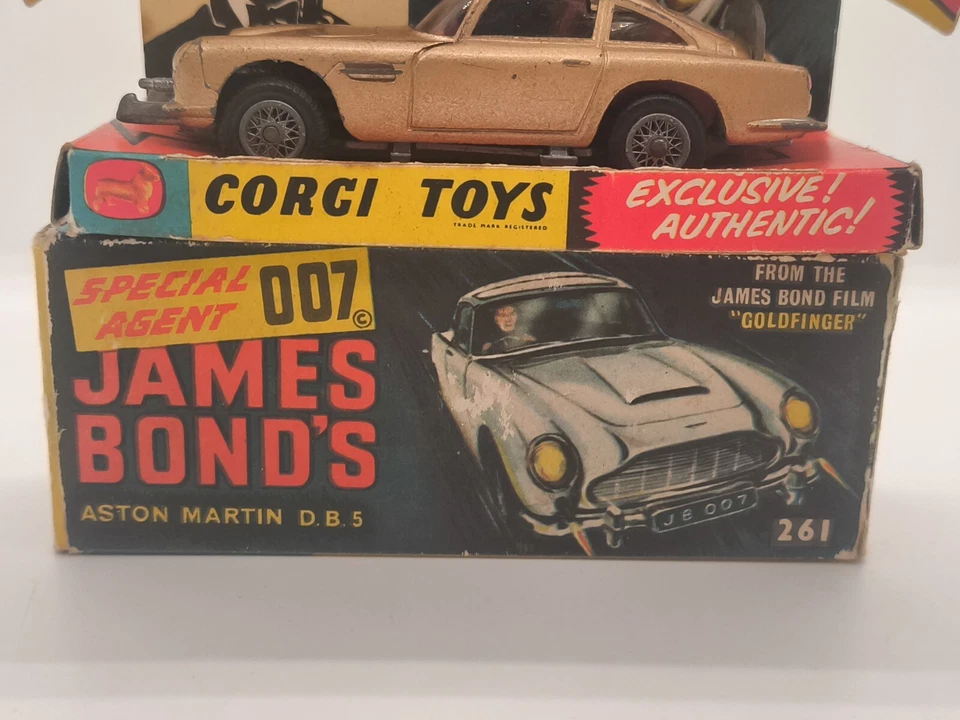 CORGI TOYS
TRADE MARK REGISTERED
EXCLUSIVE!
AUTHENTIC!
SPECIAL
AGENT 007 ©
JAMES
BOND'S
ASTON MARTIN D.B.5
FROM THE
JAMES BOND FILM
"GOLDFINGER"
JB 007
261